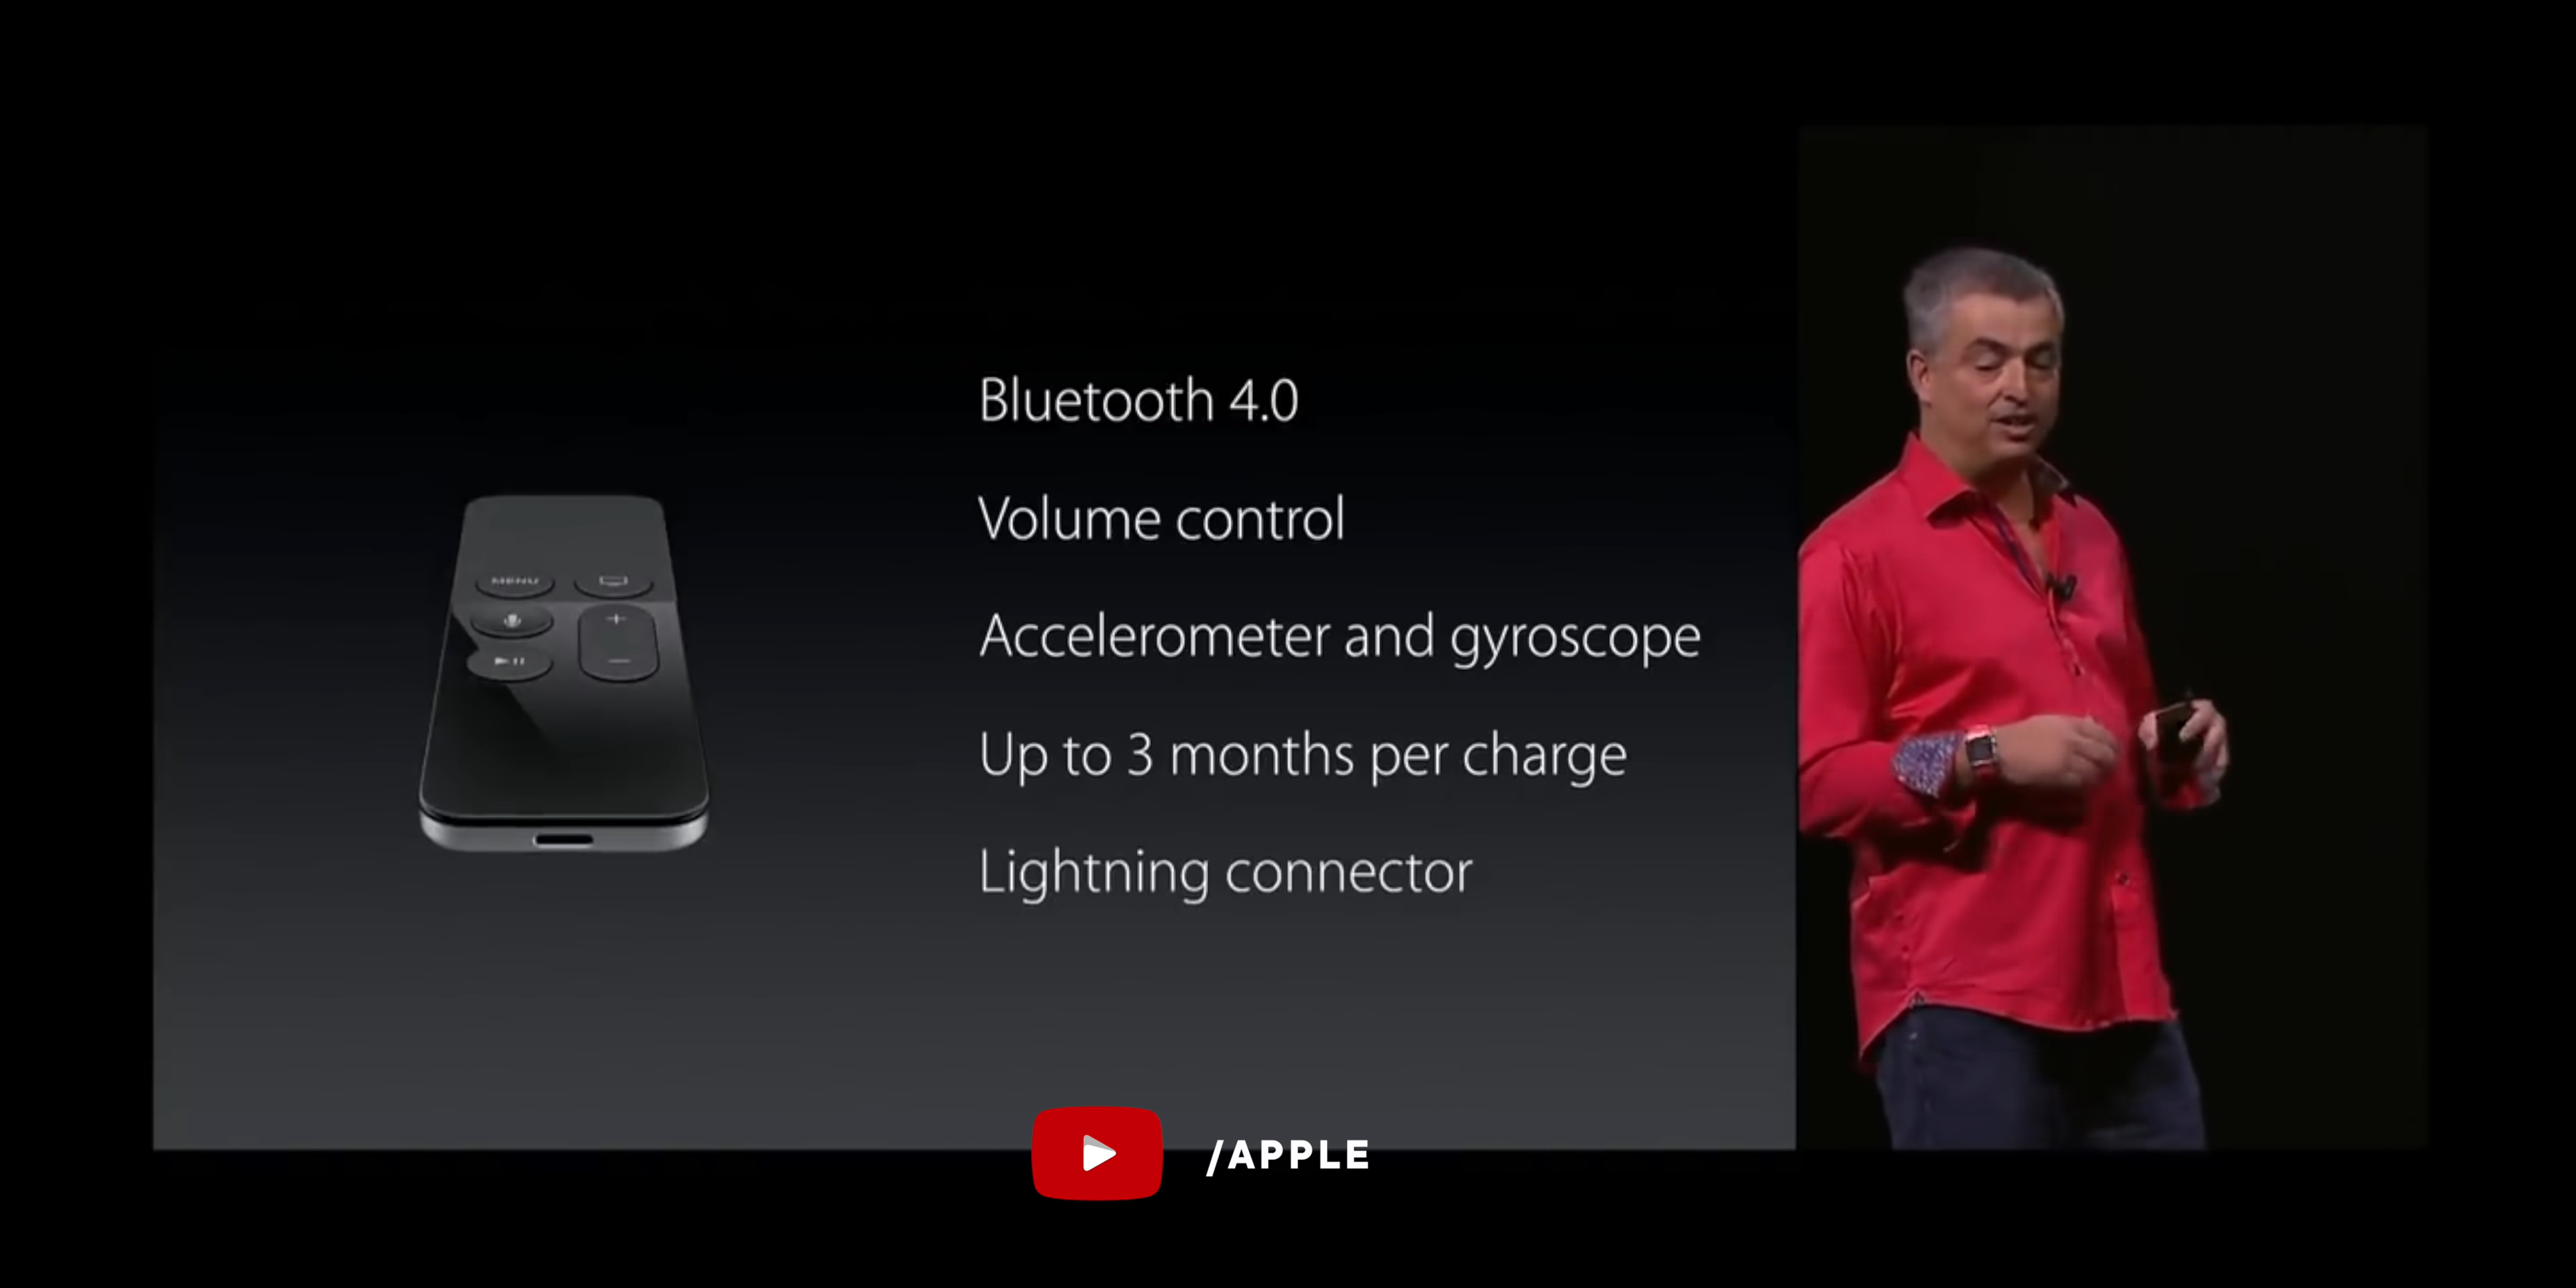 Bluetooth 4.0
Volume control
Accelerometer and gyroscope
Up to 3 months per charge
Lightning connector
MENU
/APPLE